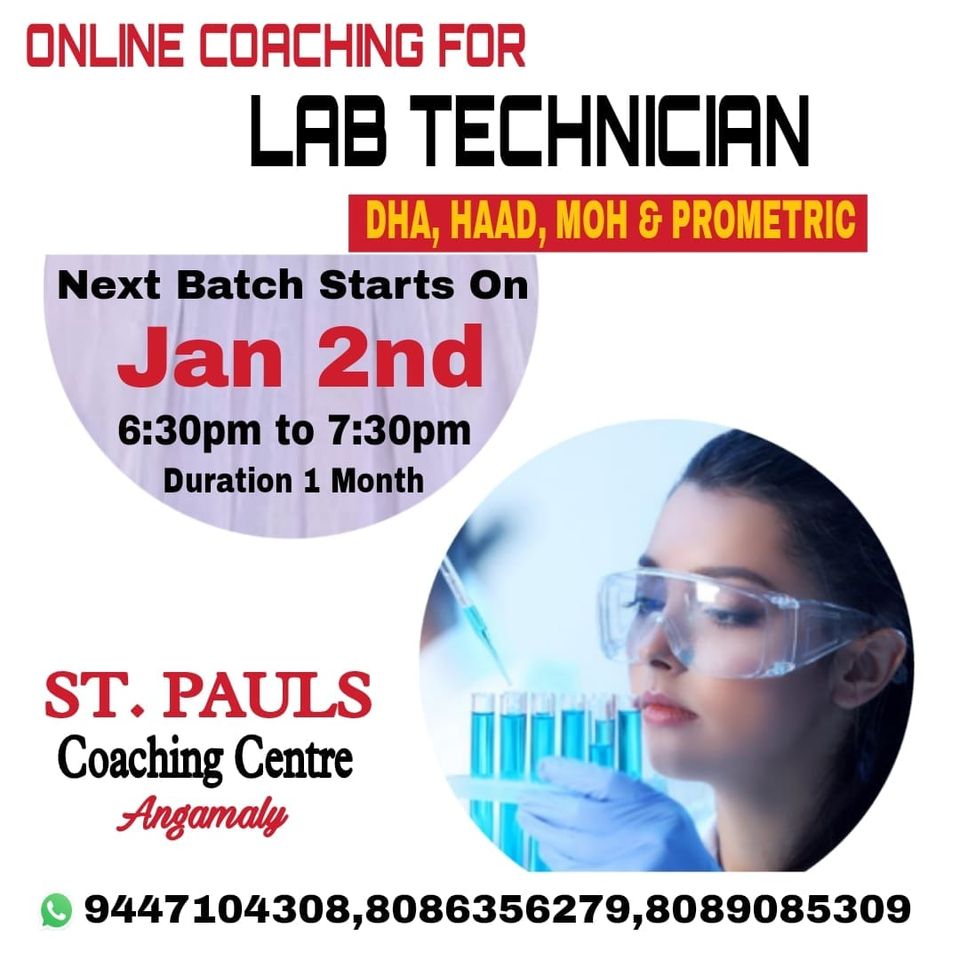 ONLINE COACHING FOR
LAB TECHNICIAN
DHA, HAAD, MOH & PROMETRIC
Next Batch Starts On
Jan 2nd
6:30pm to 7:30pm
Duration 1 Month
ST. PAULS
Coaching Centre
Angamaly
9447104308,8086356279,8089085309